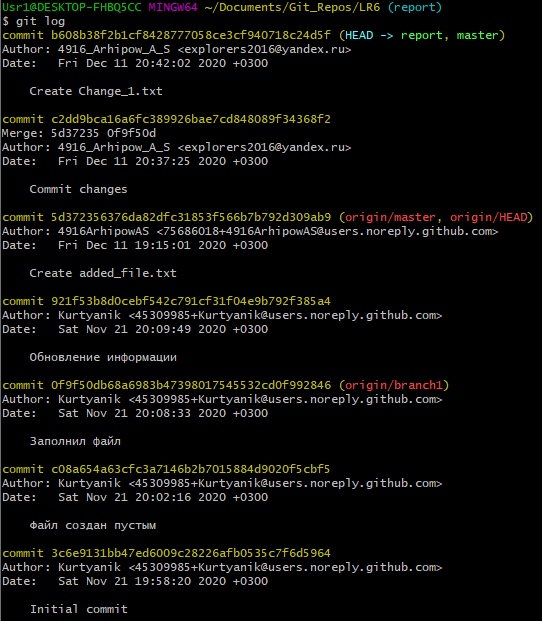 Usr1@DESKTOP-FHBQ5CC MINGW64 ~/Documents/Git_Repos/LR6 (report)
$ git log
commit b608b38f2b1cf8428777058ce3cf940718c24d5f (HEAD -> report, master)
Author: 4916_Arhipow_A_S <explorers2016@yandex.ru>
Date:   Fri Dec 11 20:42:02 2020 +0300
Create Change_1.txt
commit c2dd9bca16a6fc389926bae7cd848089f34368f2
Merge: 5d37235 0f9f50d
Author: 4916_Arhipow_A_S <explorers2016@yandex.ru>
Date:   Fri Dec 11 20:37:25 2020 +0300
Commit changes
commit 5d372356376da82dfc31853f566b7b792d309ab9 (origin/master, origin/HEAD)
Author: 4916ArhipowAS <75686018+4916ArhipowAS@users.noreply.github.com>
Date:   Fri Dec 11 19:15:01 2020 +0300
Create added_file.txt
commit 921f53b8d0cebf542c791cf31f04e9b792f385a4
Author: Kurtyanik <45309985+Kurtyanik@users.noreply.github.com>
Date:   Sat Nov 21 20:09:49 2020 +0300
Обновление информации
commit 0f9f50db68a6983b47398017545532cd0f992846 (origin/branch1)
Author: Kurtyanik <45309985+Kurtyanik@users.noreply.github.com>
Date:   Sat Nov 21 20:08:33 2020 +0300
Заполнил файл
commit c08a654a63cfc3a7146b2b7015884d9020f5cbf5
Author: Kurtyanik <45309985+Kurtyanik@users.noreply.github.com>
Date:   Sat Nov 21 20:02:16 2020 +0300
Файл создан пустым
commit 3c6e9131bb47ed6009c28226afb0535c7f6d5964
Author: Kurtyanik <45309985+Kurtyanik@users.noreply.github.com>
Date:   Sat Nov 21 19:58:20 2020 +0300
Initial commit